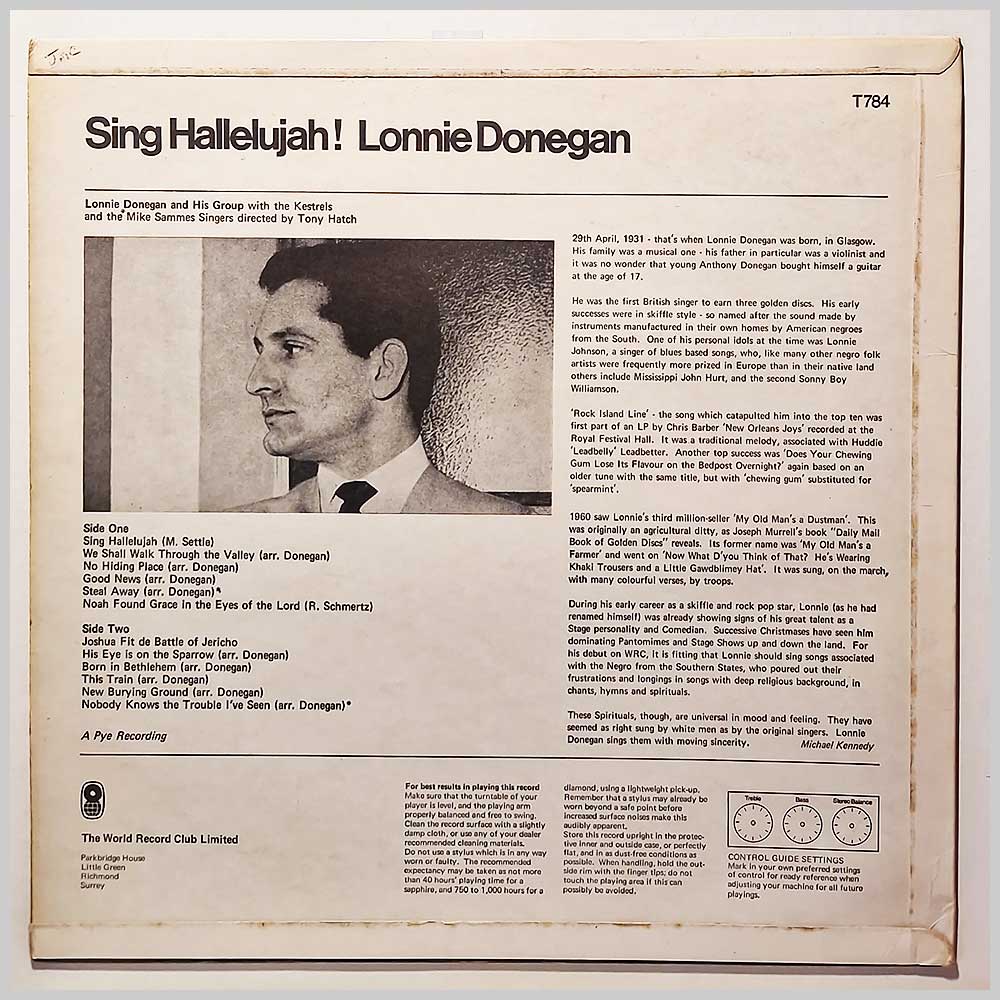 T784
Sing Hallelujah! Lonnie Donegan
Lonnie Donegan and His Group with the Kestrels
and the Mike Sammes Singers directed by Tony Hatch
Side One
Sing Hallelujah (M. Settle)
We Shall Walk Through the Valley (arr. Donegan)
No Hiding Place (arr. Donegan)
Good News (arr. Donegan)
Steal Away (arr. Donegan)*
Noah Found Grace in the Eyes of the Lord (R. Schmertz)
Side Two
Joshua Fit de Battle of Jericho
His Eye is on the Sparrow (arr. Donegan)
Born in Bethlehem (arr. Donegan)
This Train (arr. Donegan)
New Burying Ground (arr. Donegan)
Nobody Knows the Trouble I've Seen (arr. Donegan)*
A Pye Recording
29th April, 1931 - that's when Lonnie Donegan was born, in Glasgow.
His family was a musical one - his father in particular was a violinist and
it was no wonder that young Anthony Donegan bought himself a guitar
at the age of 17.
He was the first British singer to earn three golden discs. His early
successes were in skiffle style - so named after the sound made by
instruments manufactured in their own homes by American negroes
from the South. One of his personal idols at the time was Lonnie
Johnson, a singer of blues based songs, who, like many other negro folk
artists were frequently more prized in Europe than in their native land
others include Mississippi John Hurt, and the second Sonny Boy
Williamson.
'Rock Island Line' - the song which catapulted him into the top ten was
first part of an LP by Chris Barber 'New Orleans Joys' recorded at the
Royal Festival Hall. It was a traditional melody, associated with Huddie
'Leadbelly' Leadbetter. Another top success was 'Does Your Chewing
Gum Lose Its Flavour on the Bedpost Overnight?' again based on an
older tune with the same title, but with 'chewing gum' substituted for
'spearmint'.
1960 saw Lonnie's third million-seller 'My Old Man's a Dustman'. This
was originally an agricultural ditty, as Joseph Murrell's book "Daily Mail
Book of Golden Discs" reveals. Its former name was 'My Old Man's a
Farmer' and went on 'Now What D'you Think of That? He's Wearing
Khaki Trousers and a Little Gawdblimey Hat'. It was sung, on the march,
with many colourful verses, by troops.
During his early career as a skiffle and rock pop star, Lonnie (as he had
renamed himself) was already showing signs of his great talent as a
Stage personality and Comedian. Successive Christmases have seen him
dominating Pantomimes and Stage Shows up and down the land. For
his debut on WRC, it is fitting that Lonnie should sing songs associated
with the Negro from the Southern States, who poured out their
frustrations and longings in songs with deep religious background, in
chants, hymns and spirituals.
These Spirituals, though, are universal in mood and feeling. They have
seemed as right sung by white men as by the original singers. Lonnie
Donegan sings them with moving sincerity. Michael Kennedy
The World Record Club Limited
Parkbridge House
Little Green
Richmond
Surrey
For best results in playing this record
Make sure that the turntable of your
player is level, and the playing arm
properly balanced and free to swing.
Clean the record surface with a slightly
damp cloth, or use any of your dealer
recommended cleaning materials.
Do not use a stylus which is in any way
worn or faulty. The recommended
expectancy may be taken as not more
than 40 hours' playing time for a
sapphire, and 750 to 1,000 hours for a
diamond, using a lightweight pick-up.
Remember that a stylus may already be
worn beyond a safe point before
increased surface noises make this
audibly apparent.
Store this record upright in the protec-
tive inner and outside case, or perfectly
flat, and in as dust-free conditions as
possible. When handling, hold the out-
side rim with the finger tips; do not
touch the playing area if this can
possibly be avoided.
Treble Bass Stereo Balance
CONTROL GUIDE SETTINGS
Mark in your own preferred settings
of control for ready reference when
adjusting your machine for all future
playings.